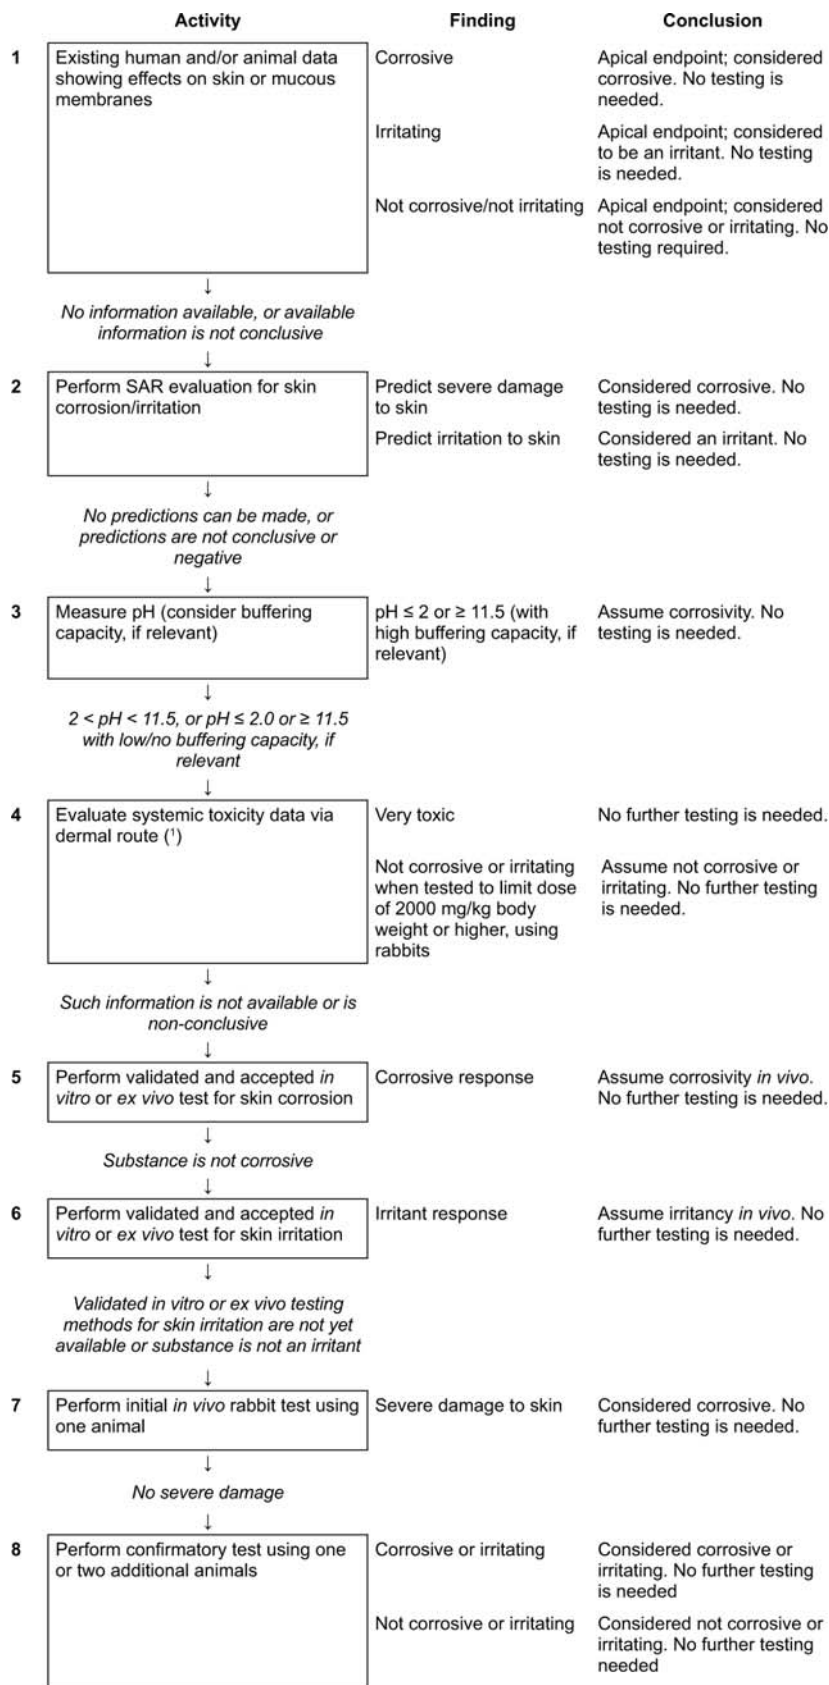 Activity Finding Conclusion
1 Existing human and/or animal data
showing effects on skin or mucous
membranes
Corrosive
Apical endpoint; considered
corrosive. No testing is
needed.
Irritating
Apical endpoint; considered
to be an irritant. No testing
is needed.
Not corrosive/not irritating
Apical endpoint; considered
not corrosive or irritating. No
testing required.
↓
No information available, or available
information is not conclusive
↓
2 Perform SAR evaluation for skin
corrosion/irritation
Predict severe damage
to skin
Considered corrosive. No
testing is needed.
Predict irritation to skin
Considered an irritant. No
testing is needed.
↓
No predictions can be made, or
predictions are not conclusive or
negative
↓
3 Measure pH (consider buffering
capacity, if relevant)
pH ≤ 2 or ≥ 11.5 (with
high buffering capacity, if
relevant)
Assume corrosivity. No
testing is needed.
↓
2 < pH < 11.5, or pH ≤ 2.0 or ≥ 11.5
with low/no buffering capacity, if
relevant
↓
4 Evaluate systemic toxicity data via
dermal route (¹)
Very toxic
No further testing is needed.
Not corrosive or irritating
when tested to limit dose
of 2000 mg/kg body
weight or higher, using
rabbits
Assume not corrosive or
irritating. No further testing
is needed.
↓
Such information is not available or is
non-conclusive
↓
5 Perform validated and accepted in
vitro or ex vivo test for skin corrosion
Corrosive response
Assume corrosivity in vivo.
No further testing is needed.
↓
Substance is not corrosive
↓
6 Perform validated and accepted in
vitro or ex vivo test for skin irritation
Irritant response
Assume irritancy in vivo. No
further testing is needed.
↓
Validated in vitro or ex vivo testing
methods for skin irritation are not yet
available or substance is not an irritant
↓
7 Perform initial in vivo rabbit test using
one animal
Severe damage to skin
Considered corrosive. No
further testing is needed.
↓
No severe damage
↓
8 Perform confirmatory test using one
or two additional animals
Corrosive or irritating
Considered corrosive or
irritating. No further testing
is needed
Not corrosive or irritating
Considered not corrosive or
irritating. No further testing
needed